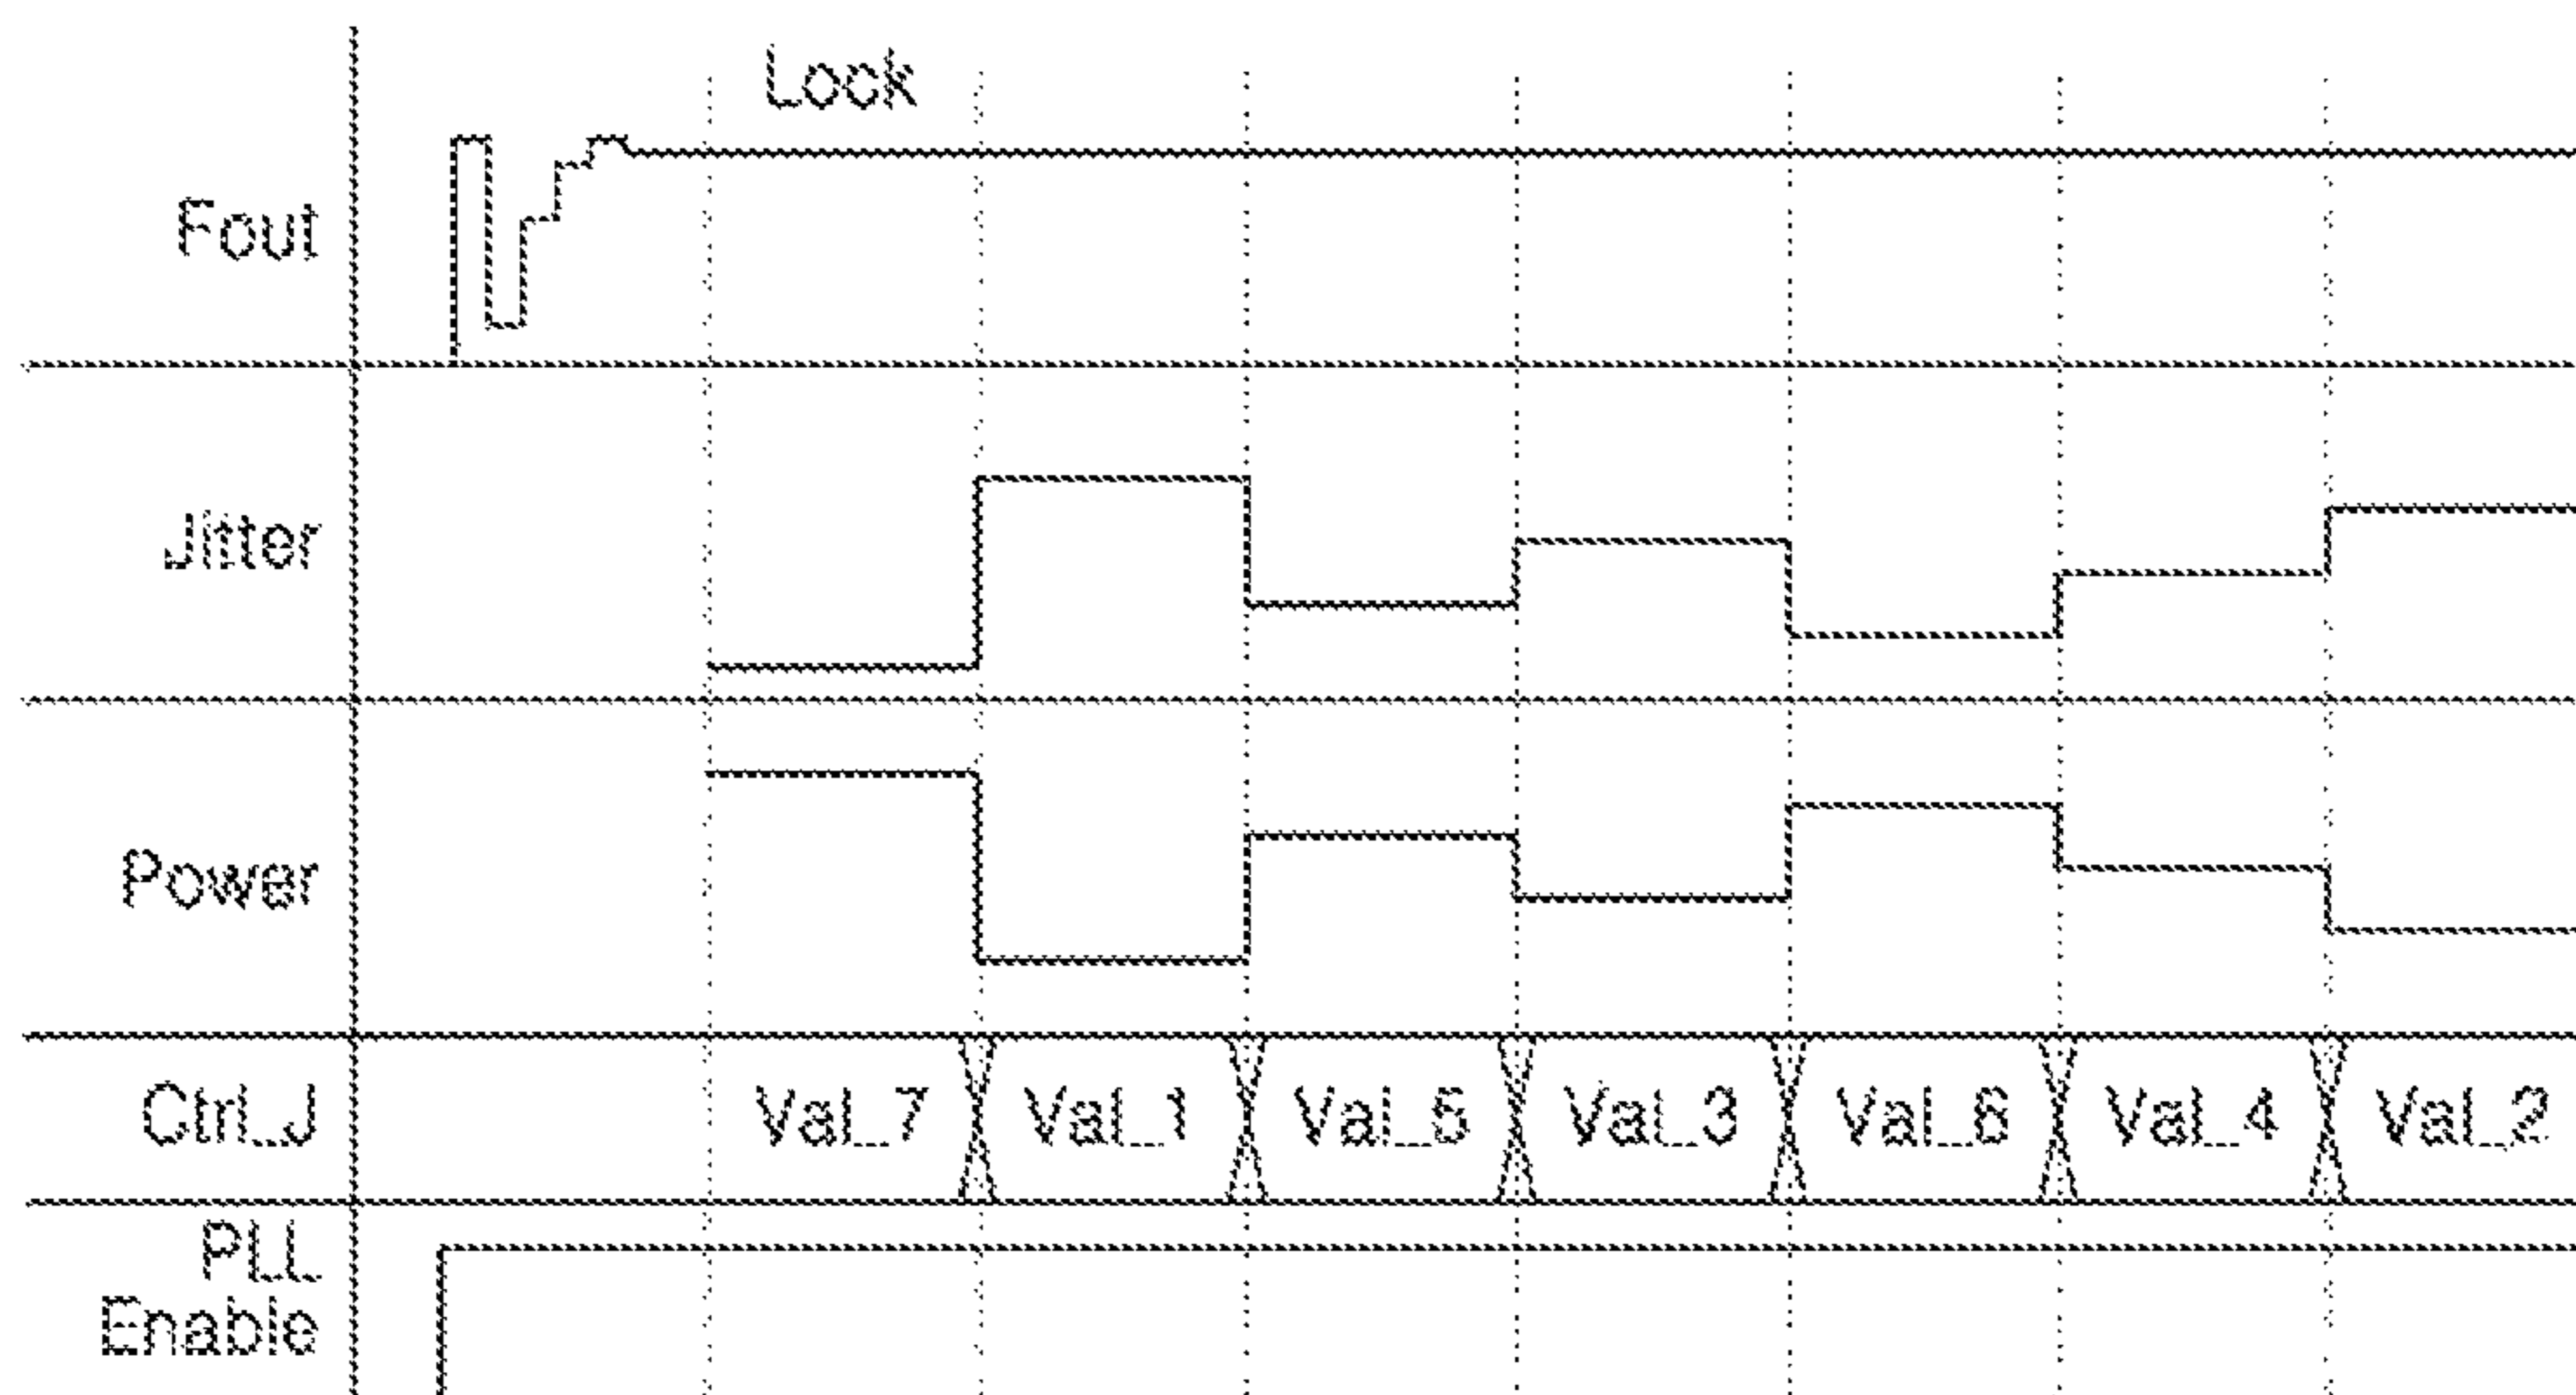 Lock
Fout
Jitter
Power
Ctrl_J Val_7 Val_1 Val_5 Val_3 Val_6 Val_4 Val_2
PLL
Enable